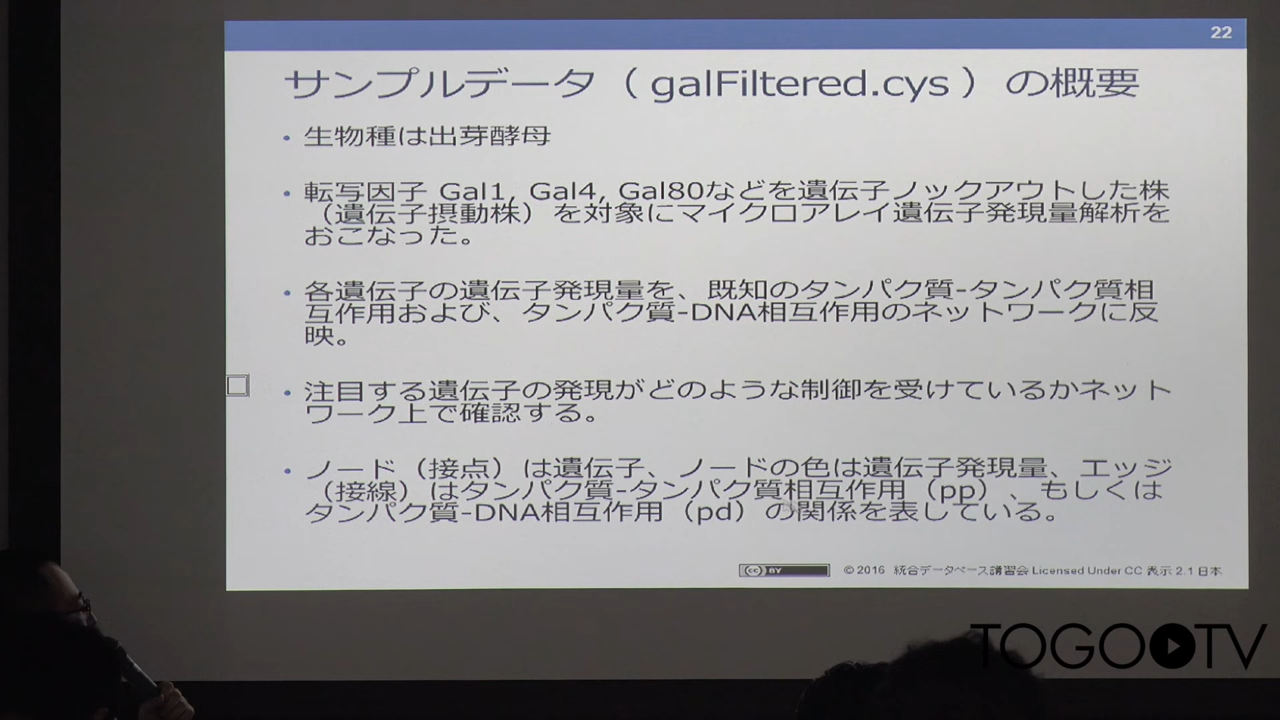 22
サンプルデータ（galFiltered.cys）の概要
• 生物種は出芽酵母
• 転写因子 Gal1, Gal4, Gal80などを遺伝子ノックアウトした株
（遺伝子摂動株）を対象にマイクロアレイ遺伝子発現量解析を
おこなった。
• 各遺伝子の遺伝子発現量を、既知のタンパク質-タンパク質相
互作用および、タンパク質-DNA相互作用のネットワークに反
映。
• 注目する遺伝子の発現がどのような制御を受けているかネット
ワーク上で確認する。
• ノード（接点）は遺伝子、ノードの色は遺伝子発現量、エッジ
（接線）はタンパク質-タンパク質相互作用（pp）、もしくは
タンパク質-DNA相互作用（pd）の関係を表している。
cc BY © 2016 統合データベース講習会 Licensed Under CC 表示 2.1 日本
TOGOTV